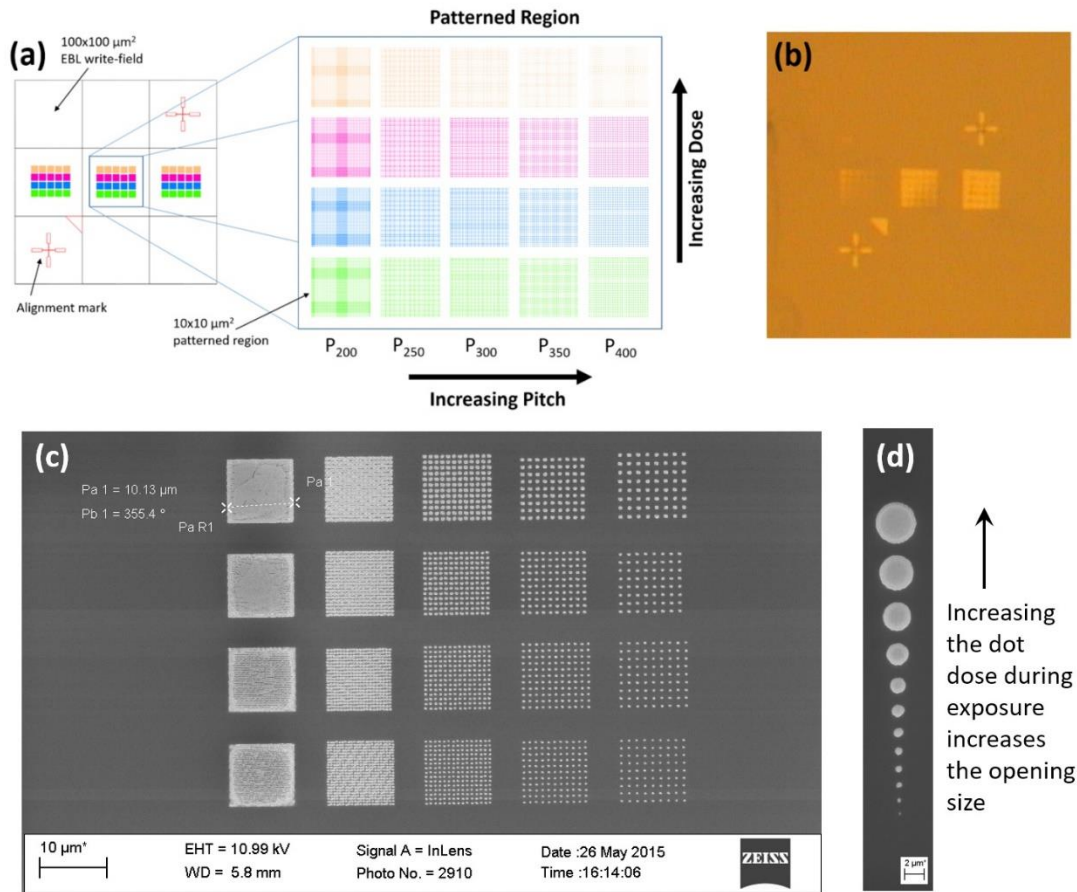 Patterned Region
(a)
100x100 µm²
EBL write-field
Alignment mark
10x10 µm²
patterned region
P200
P250
P300
P350
P400
Increasing Pitch
Increasing Dose
(b)
(c)
Pa 1 = 10.13 µm
Pb 1 = 355.4 °
Pa 1
Pa R1
10 µm*
EHT = 10.99 kV
WD = 5.8 mm
Signal A = InLens
Photo No. = 2910
Date :26 May 2015
Time :16:14:06
ZEISS
(d)
Increasing
the dot
dose during
exposure
increases
the opening
size
2 µm*